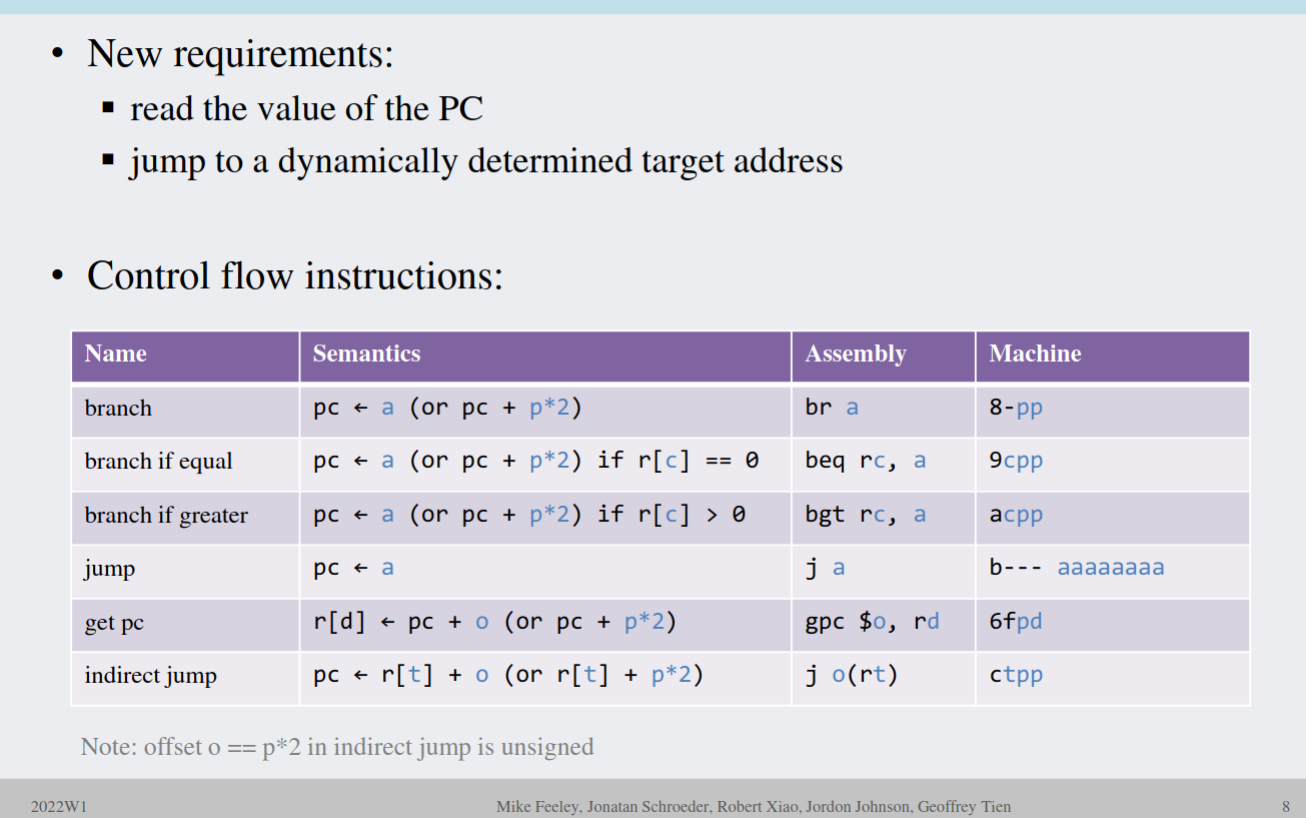 • New requirements:
▪ read the value of the PC
▪ jump to a dynamically determined target address
• Control flow instructions:
Name Semantics Assembly Machine
branch pc ← a (or pc + p*2) br a 8-pp
branch if equal pc ← a (or pc + p*2) if r[c] == 0 beq rc, a 9cpp
branch if greater pc ← a (or pc + p*2) if r[c] > 0 bgt rc, a acpp
jump pc ← a j a b--- aaaaaaaa
get pc r[d] ← pc + o (or pc + p*2) gpc $o, rd 6fpd
indirect jump pc ← r[t] + o (or r[t] + p*2) j o(rt) ctpp
Note: offset o == p*2 in indirect jump is unsigned
2022W1 Mike Feeley, Jonatan Schroeder, Robert Xiao, Jordon Johnson, Geoffrey Tien 8